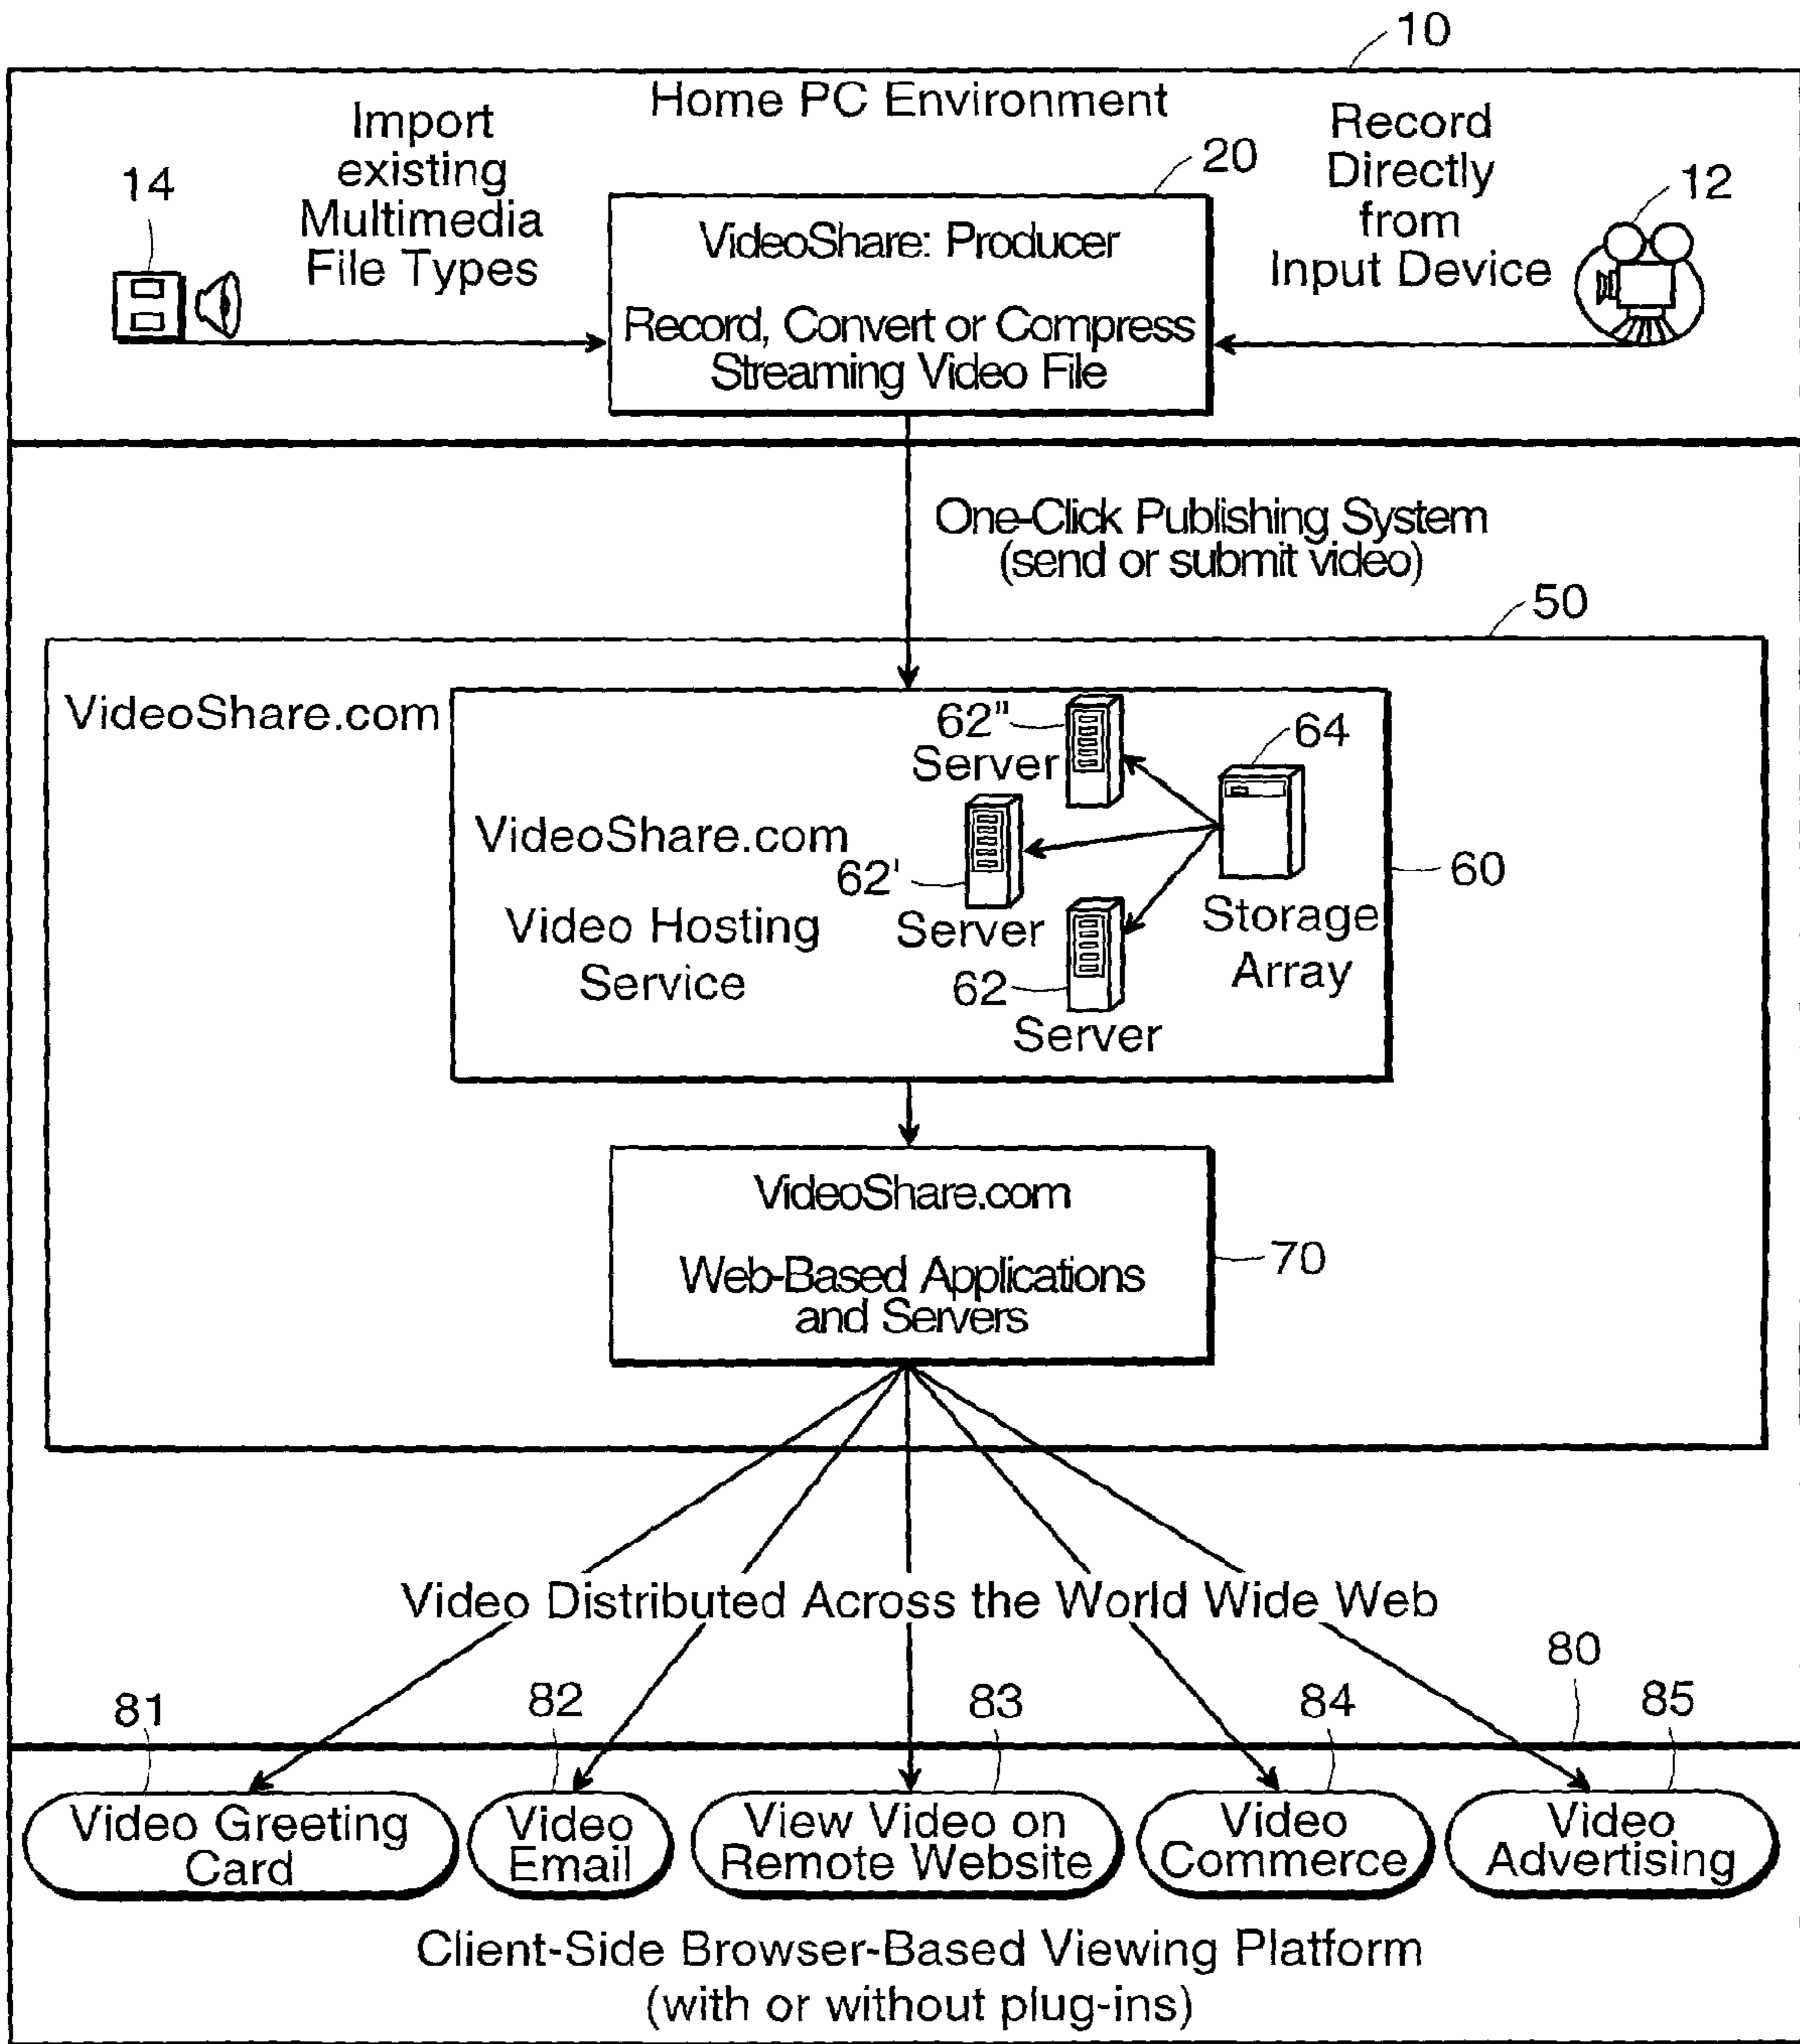 10
Home PC Environment
Import
existing
Multimedia
File Types
14
20
VideoShare: Producer
Record, Convert or Compress
Streaming Video File
Record
Directly
from
Input Device
12
One-Click Publishing System
(send or submit video)
50
VideoShare.com
62"
Server
64
VideoShare.com
62'
Server
Video Hosting
Service
62
Server
Storage
Array
60
VideoShare.com
Web-Based Applications
and Servers
70
Video Distributed Across the World Wide Web
80
81
82
83
84
85
Video Greeting
Card
Video
Email
View Video on
Remote Website
Video
Commerce
Video
Advertising
Client-Side Browser-Based Viewing Platform
(with or without plug-ins)